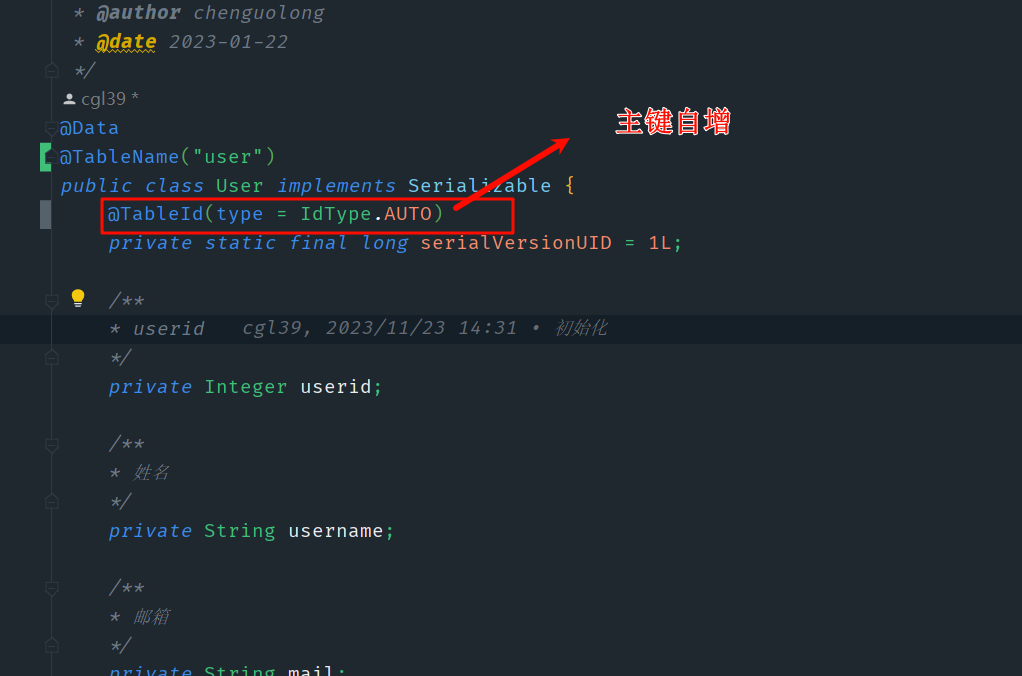 * @author chenguolong
* @date 2023-01-22
*/
cgl39 *
主键自增
@Data
@TableName("user")
public class User implements Serializable {
@TableId(type = IdType.AUTO)
private static final long serialVersionUID = 1L;
/**
* userid cgl39, 2023/11/23 14:31 • 初始化
*/
private Integer userid;
/**
* 姓名
*/
private String username;
/**
* 邮箱
*/
private String mail;